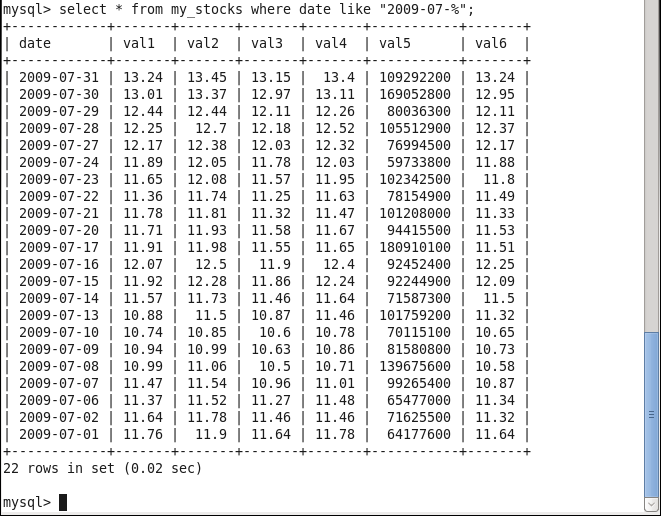 mysql> select * from my_stocks where date like "2009-07-%";
+------------+-------+-------+-------+-------+-----------+-------+
| date       | val1  | val2  | val3  | val4  | val5      | val6  |
+------------+-------+-------+-------+-------+-----------+-------+
| 2009-07-31 | 13.24 | 13.45 | 13.15 |  13.4 | 109292200 | 13.24 |
| 2009-07-30 | 13.01 | 13.37 | 12.97 | 13.11 | 169052800 | 12.95 |
| 2009-07-29 | 12.44 | 12.44 | 12.11 | 12.26 |  80036300 | 12.11 |
| 2009-07-28 | 12.25 |  12.7 | 12.18 | 12.52 | 105512900 | 12.37 |
| 2009-07-27 | 12.17 | 12.38 | 12.03 | 12.32 |  76994500 | 12.17 |
| 2009-07-24 | 11.89 | 12.05 | 11.78 | 12.03 |  59733800 | 11.88 |
| 2009-07-23 | 11.65 | 12.08 | 11.57 | 11.95 | 102342500 |  11.8 |
| 2009-07-22 | 11.36 | 11.74 | 11.25 | 11.63 |  78154900 | 11.49 |
| 2009-07-21 | 11.78 | 11.81 | 11.32 | 11.47 | 101208000 | 11.33 |
| 2009-07-20 | 11.71 | 11.93 | 11.58 | 11.67 |  94415500 | 11.53 |
| 2009-07-17 | 11.91 | 11.98 | 11.55 | 11.65 | 180910100 | 11.51 |
| 2009-07-16 | 12.07 |  12.5 |  11.9 |  12.4 |  92452400 | 12.25 |
| 2009-07-15 | 11.92 | 12.28 | 11.86 | 12.24 |  92244900 | 12.09 |
| 2009-07-14 | 11.57 | 11.73 | 11.46 | 11.64 |  71587300 |  11.5 |
| 2009-07-13 | 10.88 |  11.5 | 10.87 | 11.46 | 101759200 | 11.32 |
| 2009-07-10 | 10.74 | 10.85 |  10.6 | 10.78 |  70115100 | 10.65 |
| 2009-07-09 | 10.94 | 10.99 | 10.63 | 10.86 |  81580800 | 10.73 |
| 2009-07-08 | 10.99 | 11.06 |  10.5 | 10.71 | 139675600 | 10.58 |
| 2009-07-07 | 11.47 | 11.54 | 10.96 | 11.01 |  99265400 | 10.87 |
| 2009-07-06 | 11.37 | 11.52 | 11.27 | 11.48 |  65477000 | 11.34 |
| 2009-07-02 | 11.64 | 11.78 | 11.46 | 11.46 |  71625500 | 11.32 |
| 2009-07-01 | 11.76 |  11.9 | 11.64 | 11.78 |  64177600 | 11.64 |
+------------+-------+-------+-------+-------+-----------+-------+
22 rows in set (0.02 sec)
mysql>